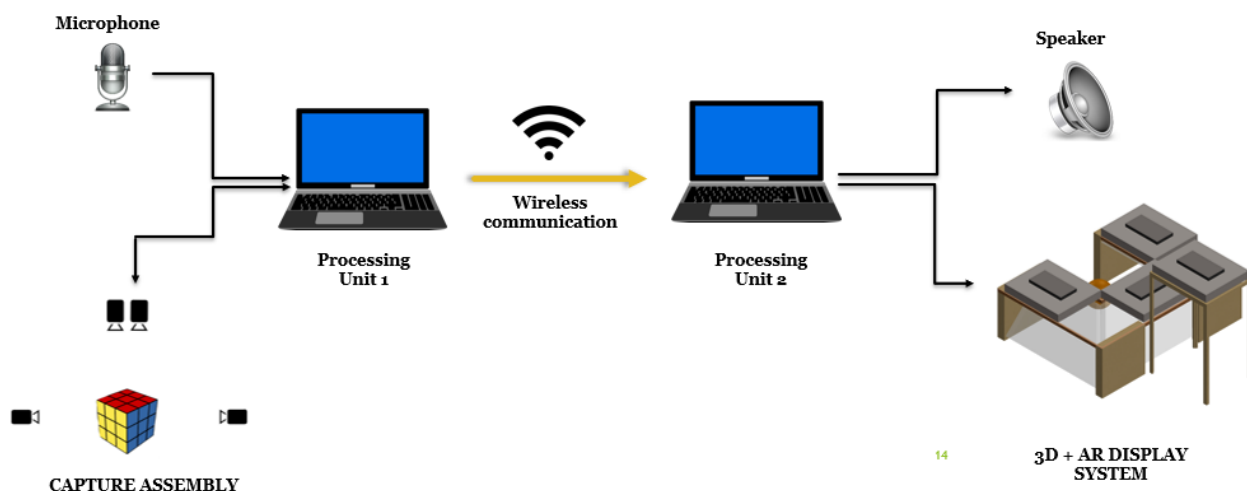 Microphone
Speaker
Wireless
communication
Processing
Unit 1
Processing
Unit 2
14
3D + AR DISPLAY
SYSTEM
CAPTURE ASSEMBLY